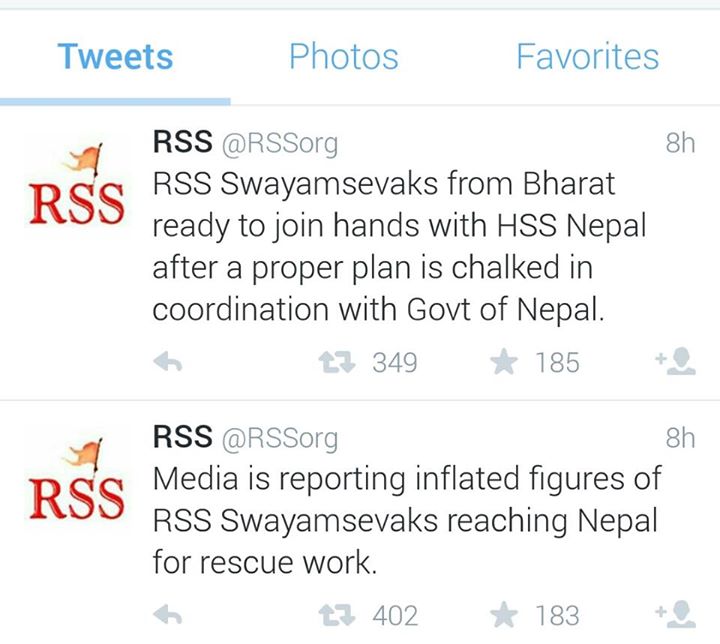 Tweets Photos Favorites
RSS @RSSorg 8h
RSS
RSS Swayamsevaks from Bharat
ready to join hands with HSS Nepal
after a proper plan is chalked in
coordination with Govt of Nepal.
349 185
RSS @RSSorg 8h
RSS
Media is reporting inflated figures of
RSS Swayamsevaks reaching Nepal
for rescue work.
402 183